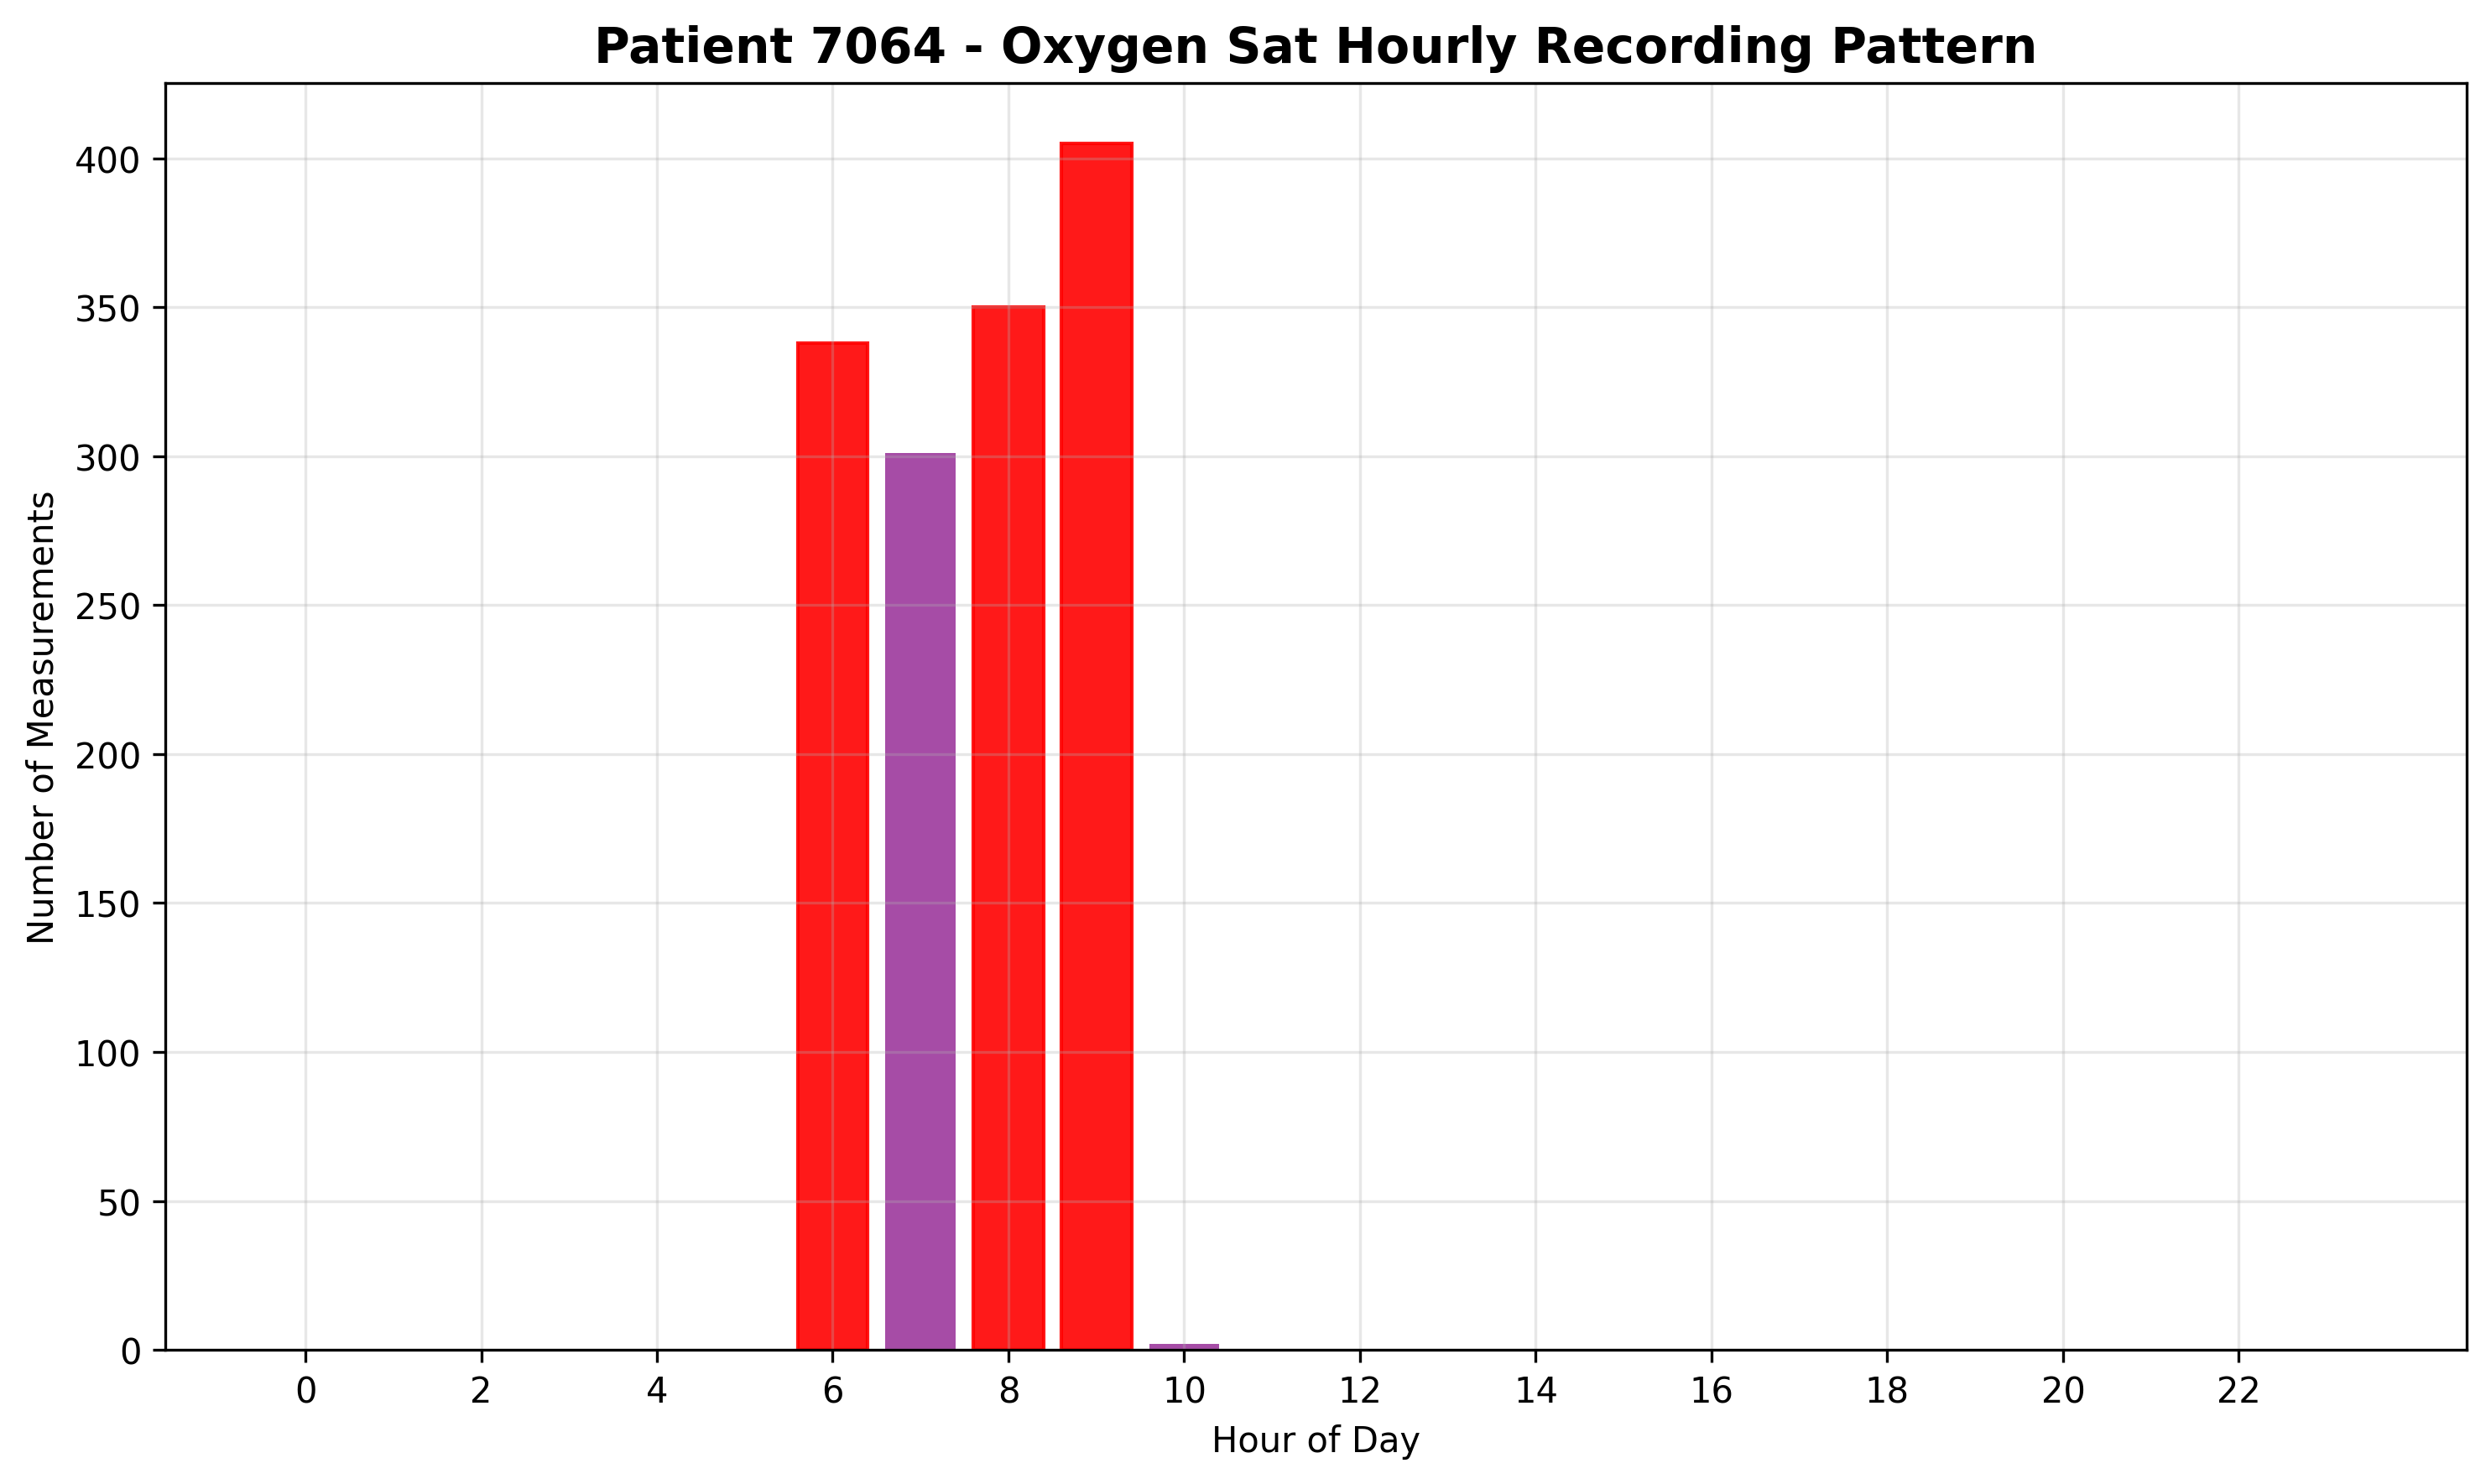 Patient 7064 - Oxygen Sat Hourly Recording Pattern
Number of Measurements
400
350
300
250
200
150
100
50
0
0 2 4 6 8 10 12 14 16 18 20 22
Hour of Day